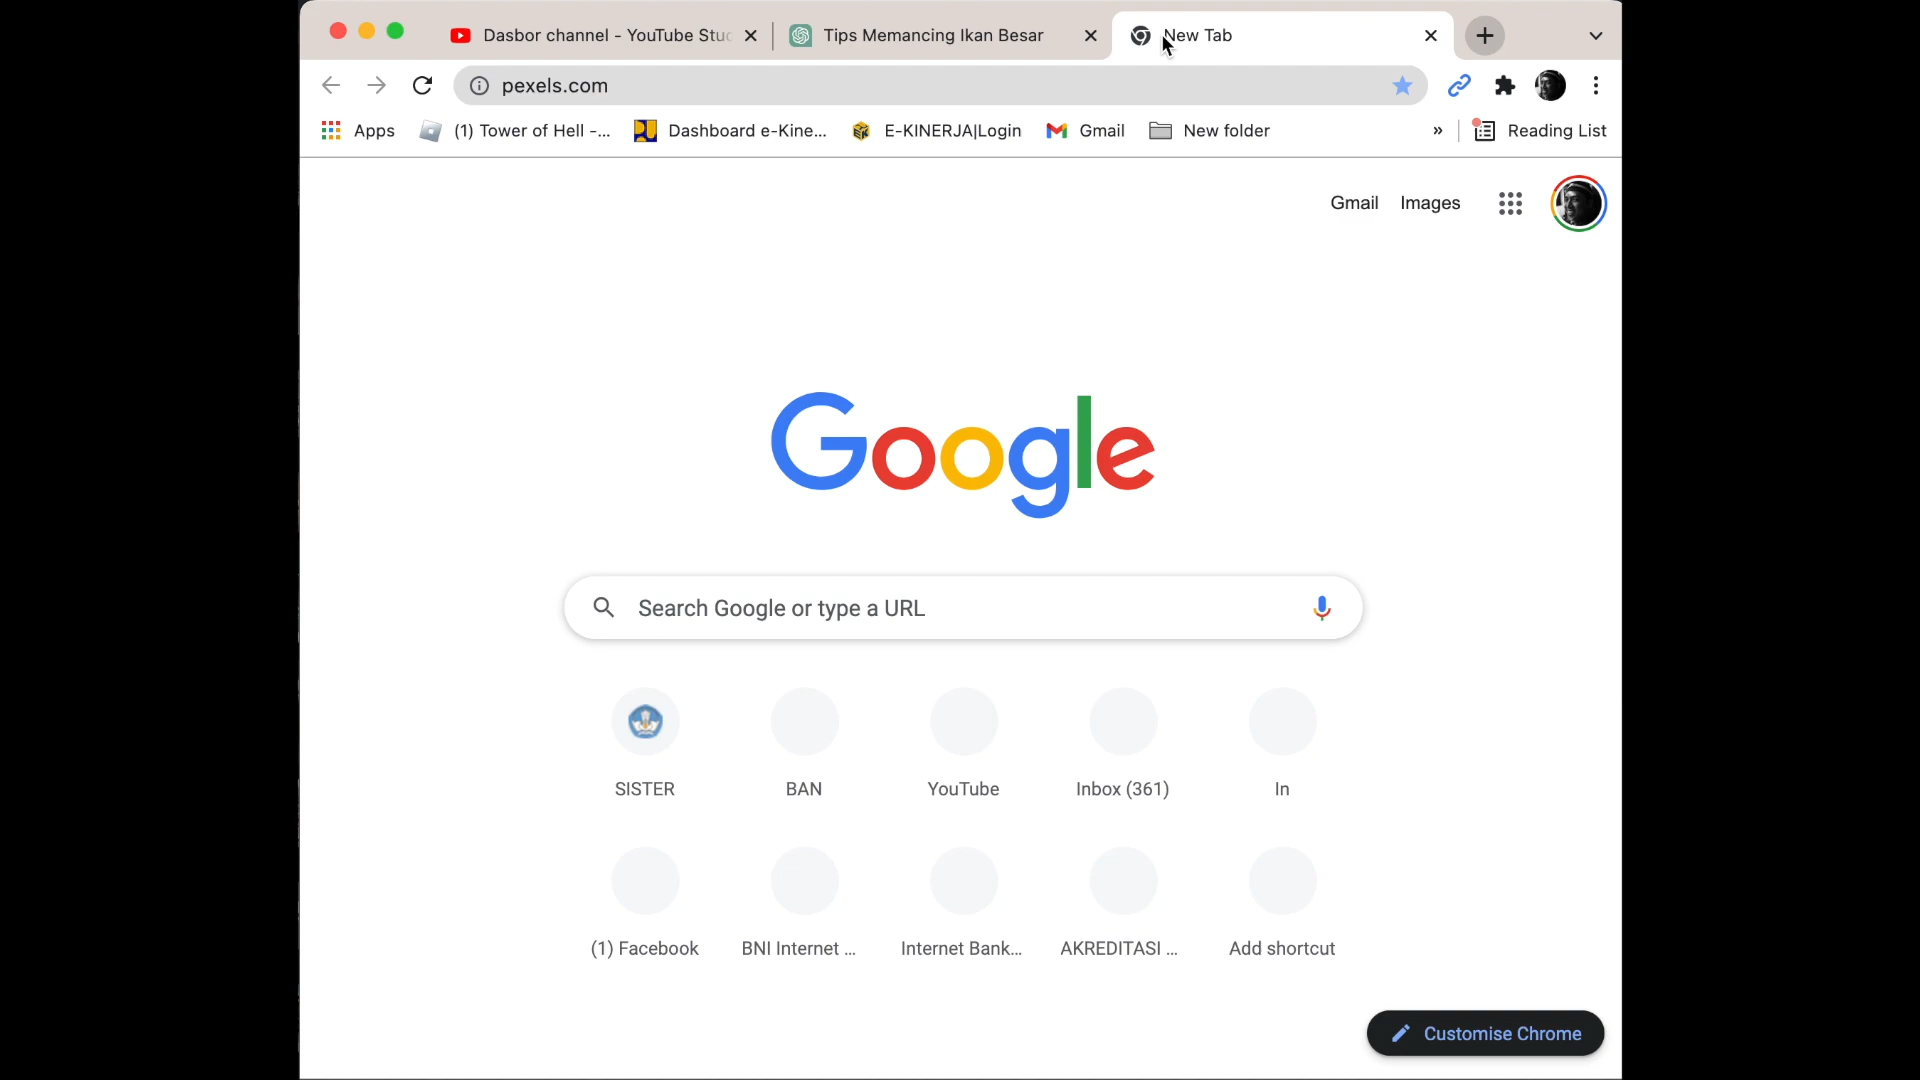 Dasbor channel - YouTube Stu
Tips Memancing Ikan Besar
New Tab
pexels.com
Apps
(1) Tower of Hell -...
Dashboard e-Kine...
E-KINERJA|Login
Gmail
New folder
»
Reading List
Gmail
Images
Google
Search Google or type a URL
SISTER
BAN
YouTube
Inbox (361)
In
(1) Facebook
BNI Internet ...
Internet Bank...
AKREDITASI ...
Add shortcut
Customise Chrome